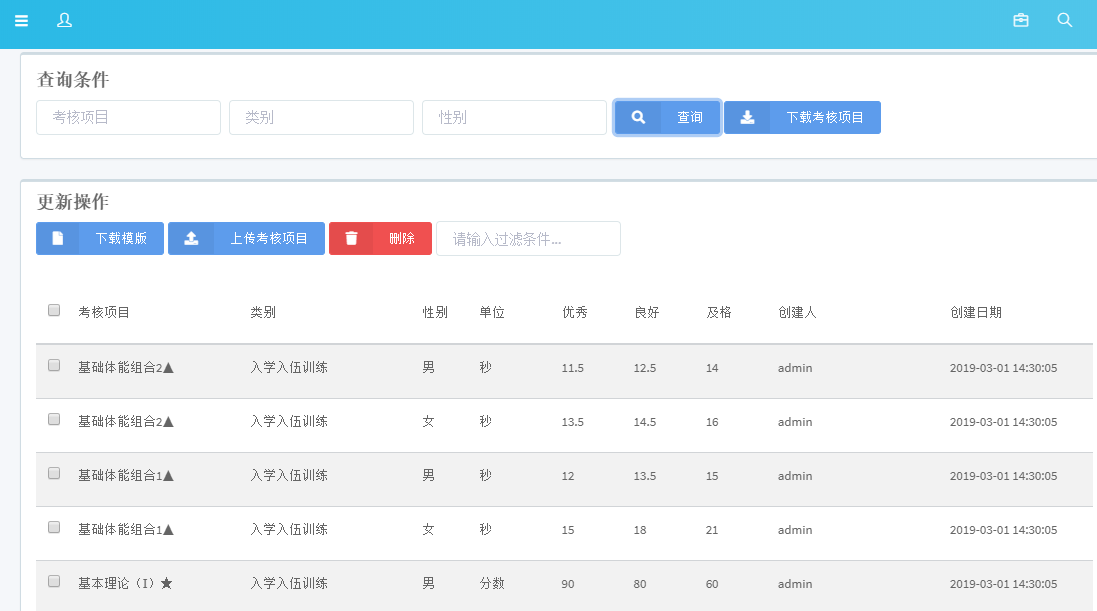 查询条件
考核项目 类别 性别 查询 下载考核项目
更新操作
下载模版 上传考核项目 删除 请输入过滤条件...
考核项目 类别 性别 单位 优秀 良好 及格 创建人 创建日期
基础体能组合2▲ 入学入伍训练 男 秒 11.5 12.5 14 admin 2019-03-01 14:30:05
基础体能组合2▲ 入学入伍训练 女 秒 13.5 14.5 16 admin 2019-03-01 14:30:05
基础体能组合1▲ 入学入伍训练 男 秒 12 13.5 15 admin 2019-03-01 14:30:05
基础体能组合1▲ 入学入伍训练 女 秒 15 18 21 admin 2019-03-01 14:30:05
基本理论（I）★ 入学入伍训练 男 分数 90 80 60 admin 2019-03-01 14:30:05